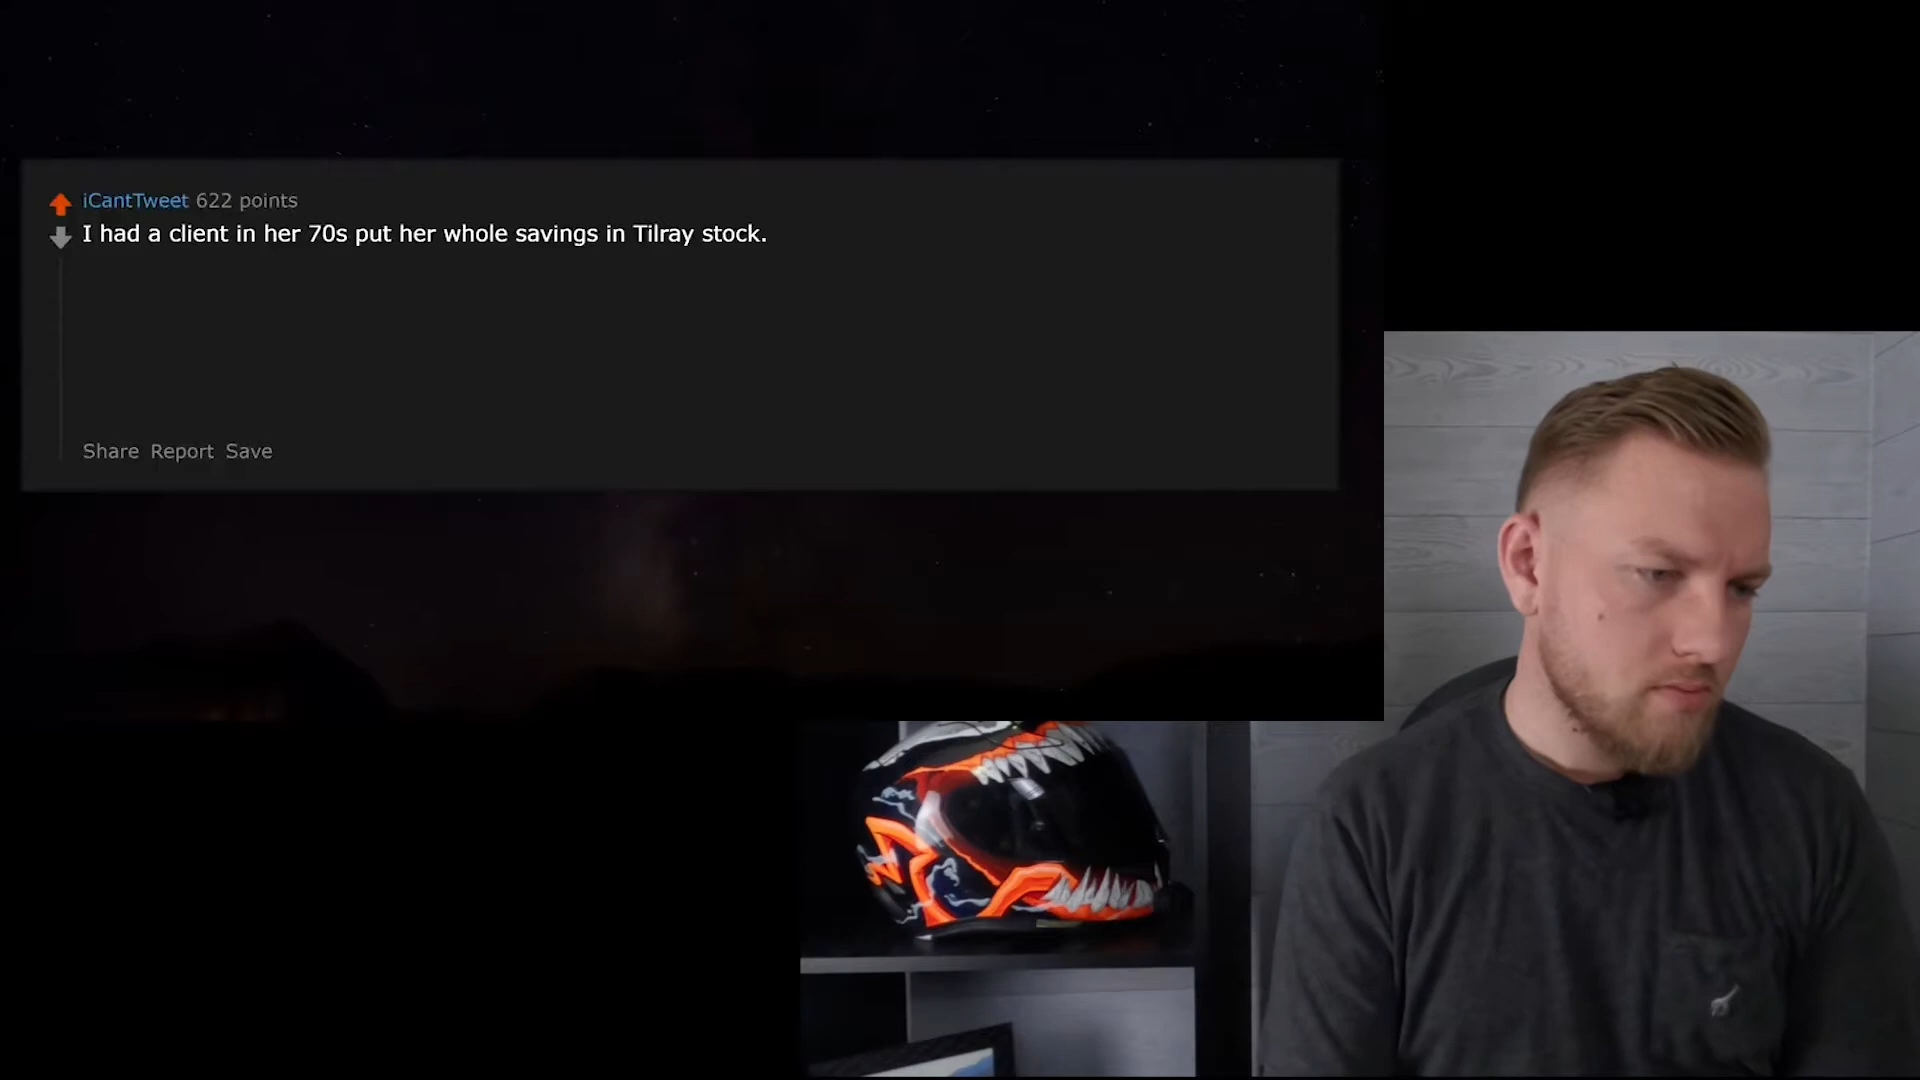 iCantTweet 622 points
I had a client in her 70s put her whole savings in Tilray stock.
Share Report Save